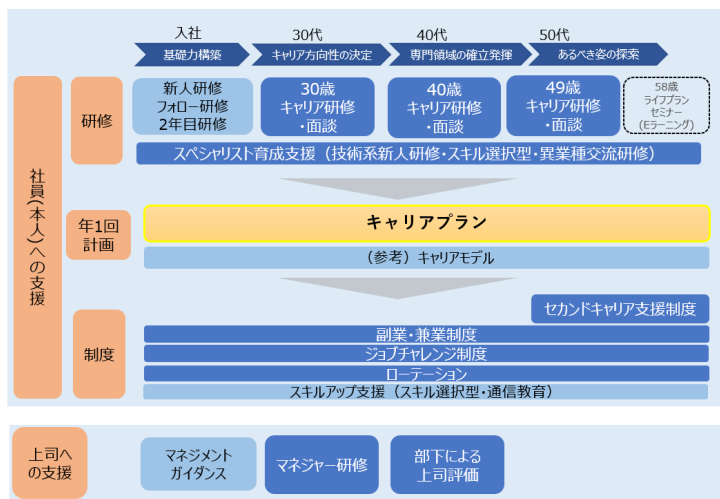 入社
30代
40代
50代
基礎力構築
キャリア方向性の決定
専門領域の確立発揮
あるべき姿の探索
社員(本人)への支援
研修
新人研修
フォロー研修
2年目研修
30歳
キャリア研修
・面談
40歳
キャリア研修
・面談
49歳
キャリア研修
・面談
58歳
ライフプラン
セミナー
(Eラーニング)
スペシャリスト育成支援（技術系新人研修・スキル選択型・異業種交流研修）
年1回
計画
キャリアプラン
（参考）キャリアモデル
制度
セカンドキャリア支援制度
副業・兼業制度
ジョブチャレンジ制度
ローテーション
スキルアップ支援（スキル選択型・通信教育）
上司へ
の支援
マネジメント
ガイダンス
マネジャー研修
部下による
上司評価